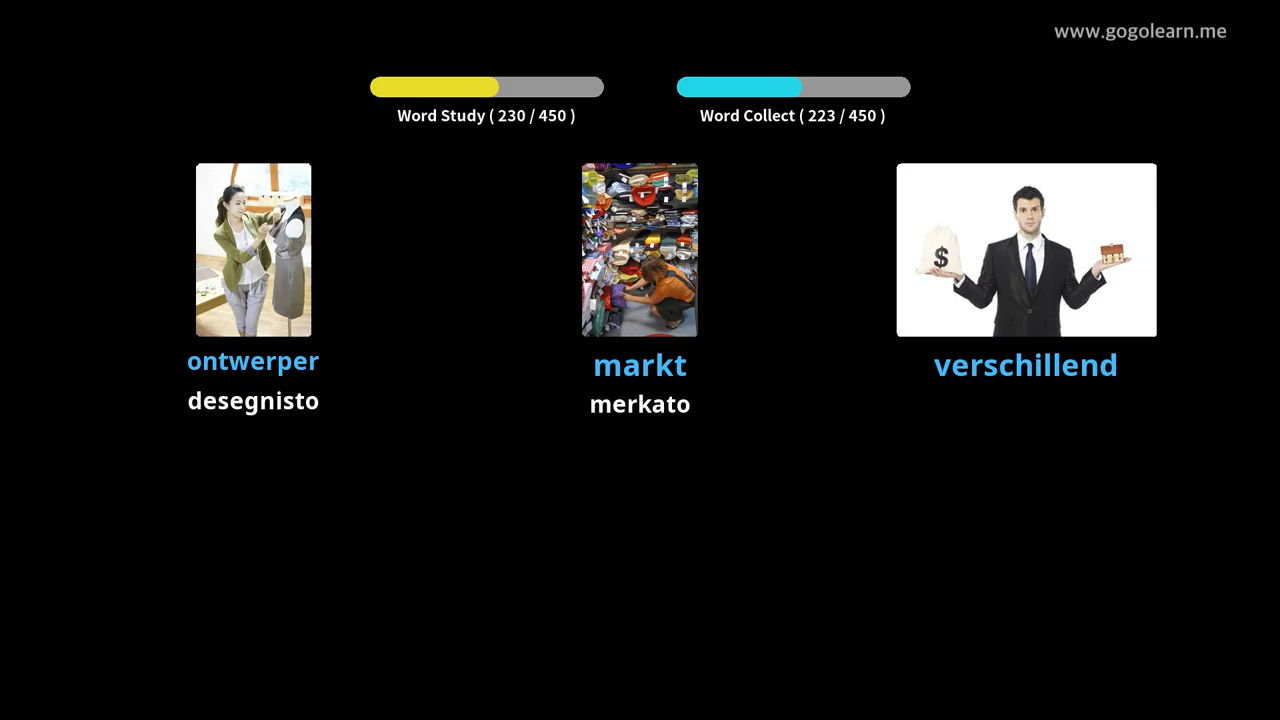 www.gogolearn.me
Word Study ( 230 / 450 )
Word Collect ( 223 / 450 )
$
ontwerper
desegnisto
markt
merkato
verschillend